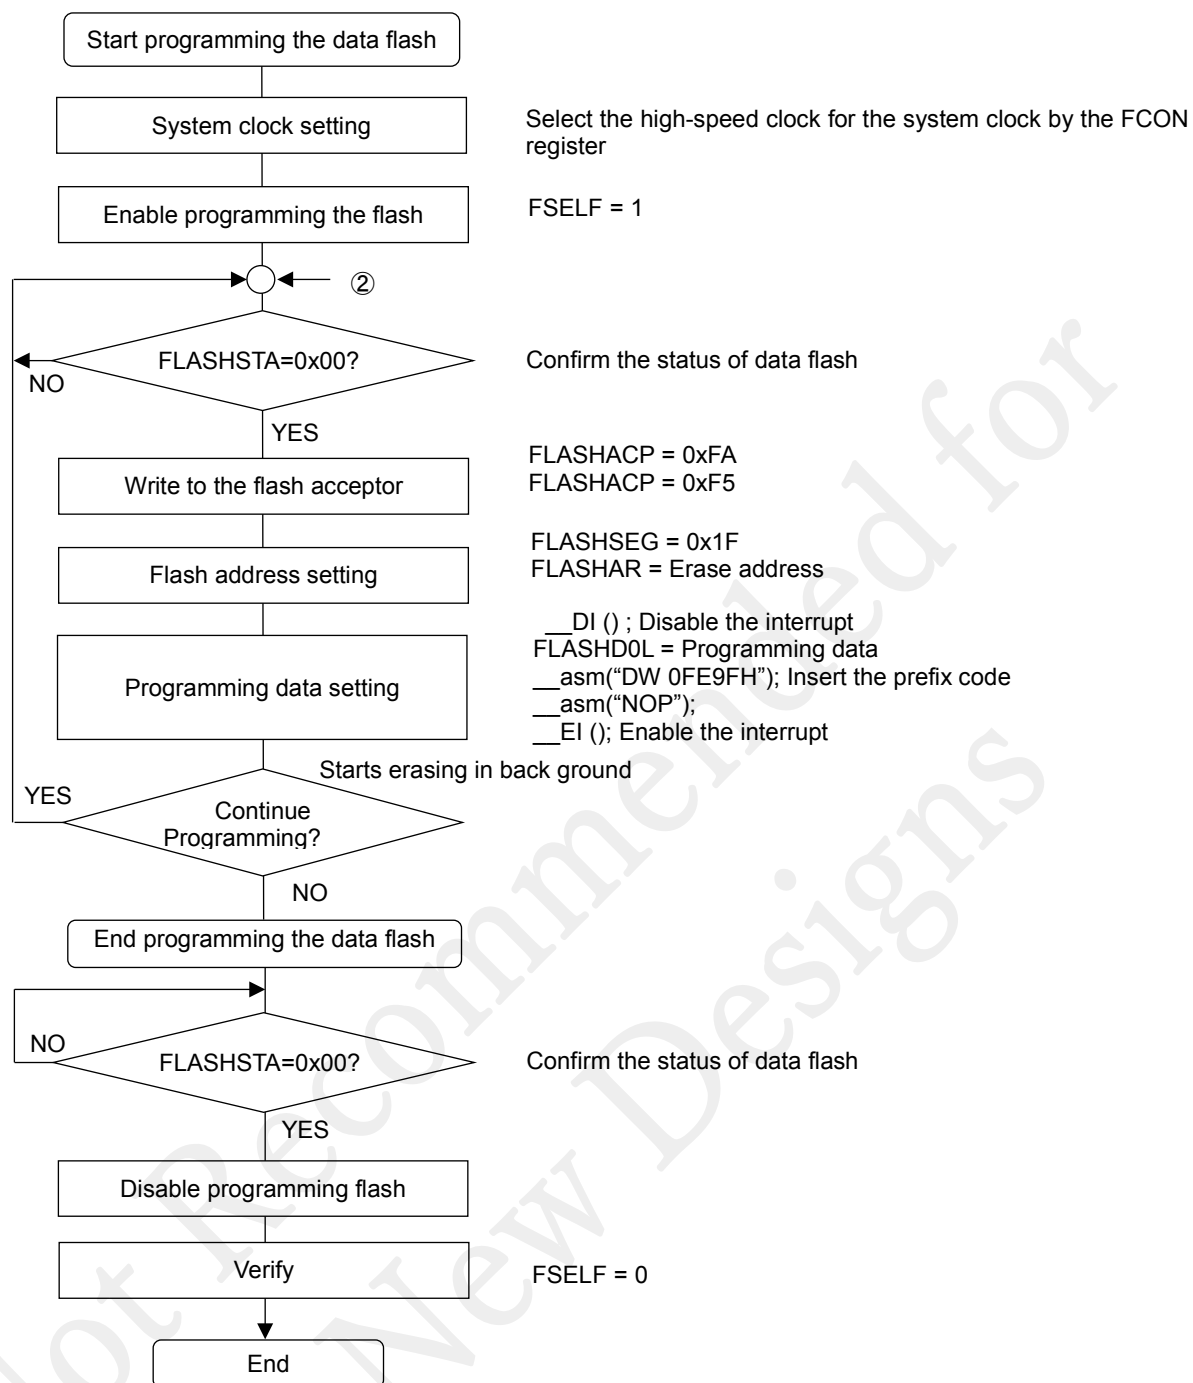 Start programming the data flash
System clock setting
Select the high-speed clock for the system clock by the FCON
register
Enable programming the flash
FSELF = 1
②
FLASHSTA=0x00?
Confirm the status of data flash
NO
YES
Write to the flash acceptor
FLASHACP = 0xFA
FLASHACP = 0xF5
Flash address setting
FLASHSEG = 0x1F
FLASHAR = Erase address
Programming data setting
__DI () ; Disable the interrupt
FLASHD0L = Programming data
__asm(“DW 0FE9FH”); Insert the prefix code
__asm(“NOP”);
__EI (); Enable the interrupt
Starts erasing in back ground
YES
Continue
Programming?
NO
End programming the data flash
NO
FLASHSTA=0x00?
Confirm the status of data flash
YES
Disable programming flash
Verify
FSELF = 0
End
Not Recommended for
New Designs